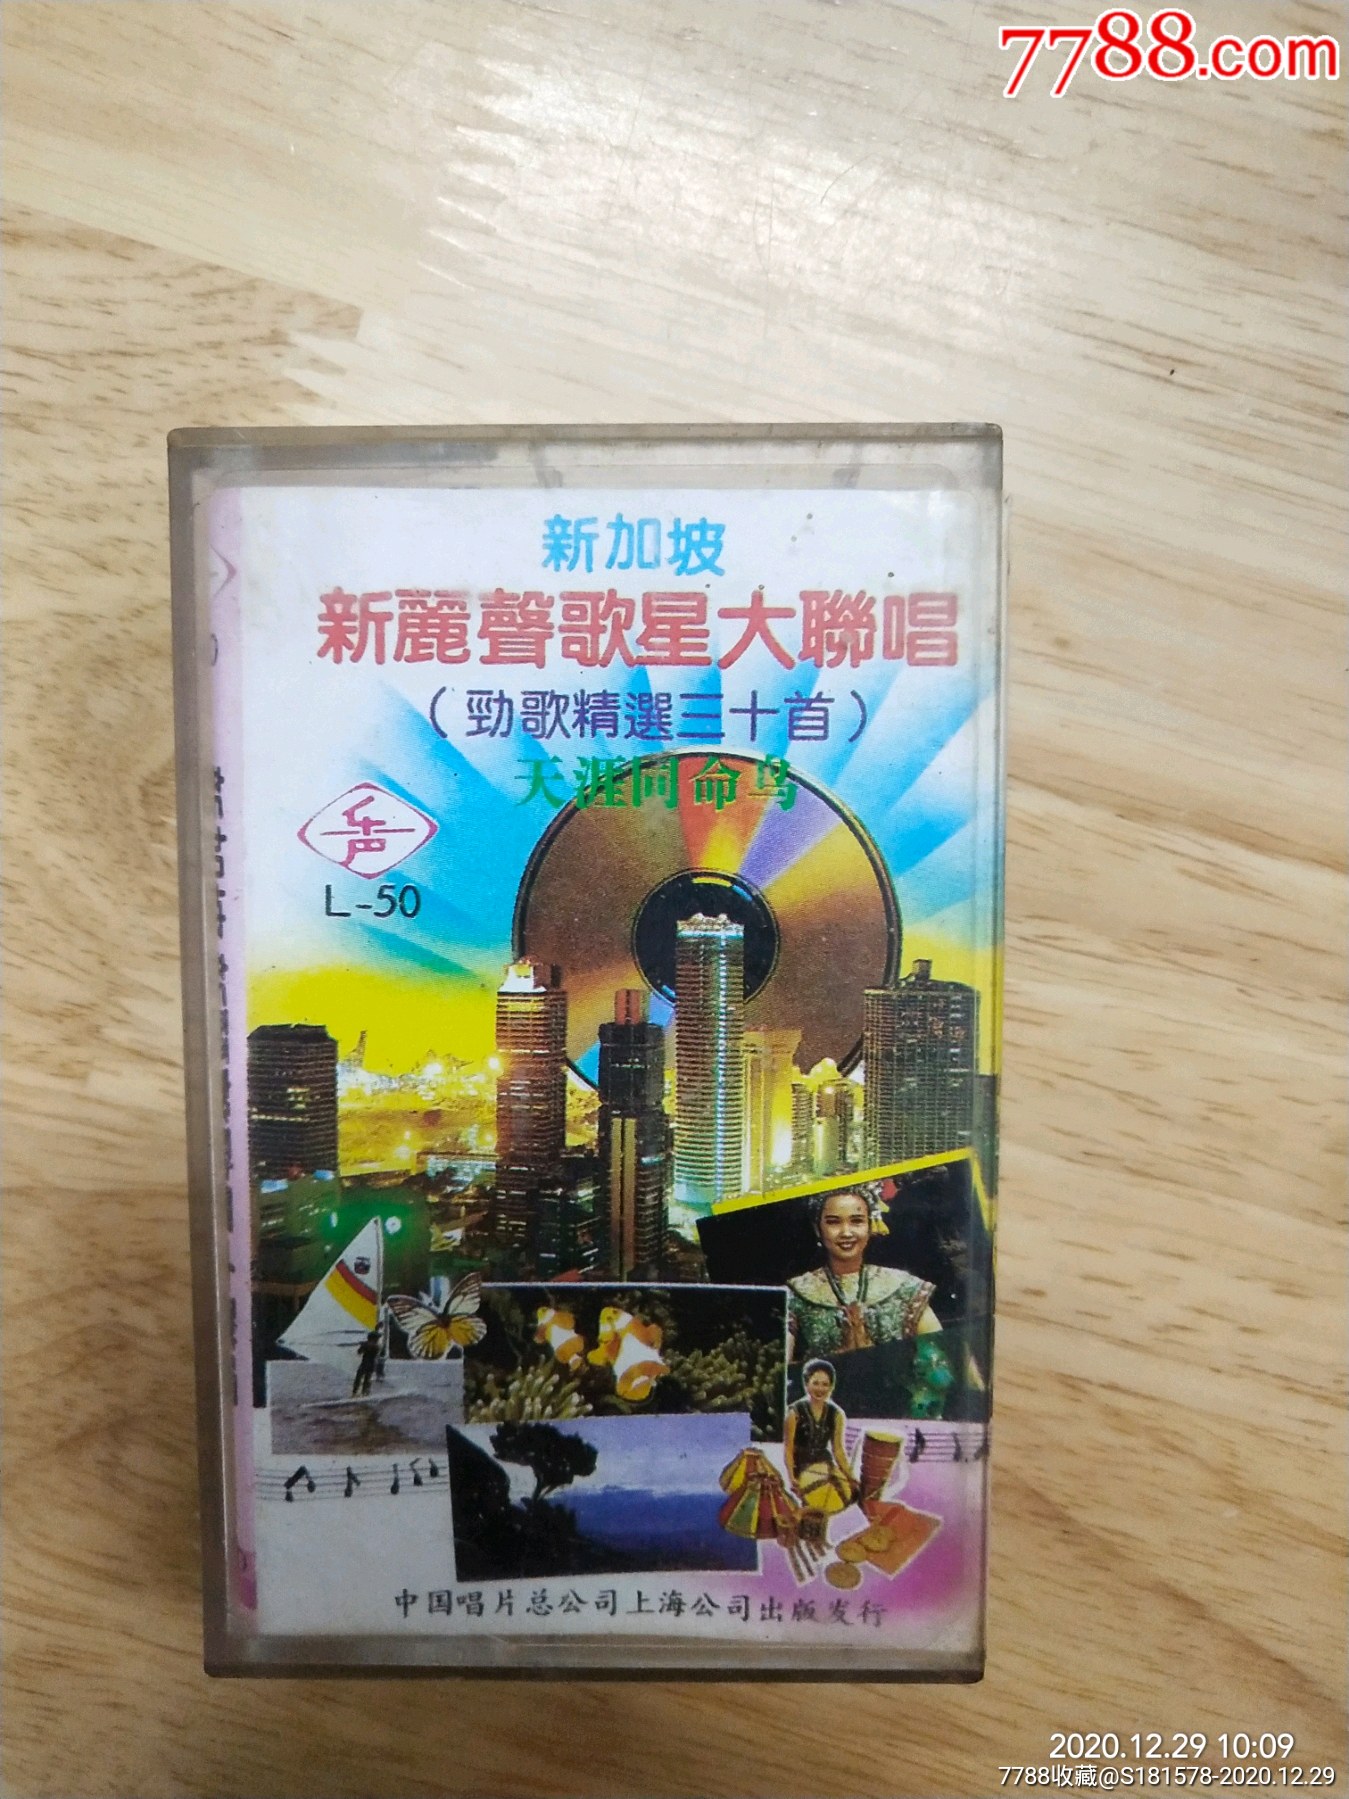 7788.com
新加坡
新麗聲歌星大聯唱
（勁歌精選三十首）
天涯同命鸟
乐声
L-50
中国唱片总公司上海公司出版发行
2020.12.29 10:09
7788收藏@S181578-2020.12.29